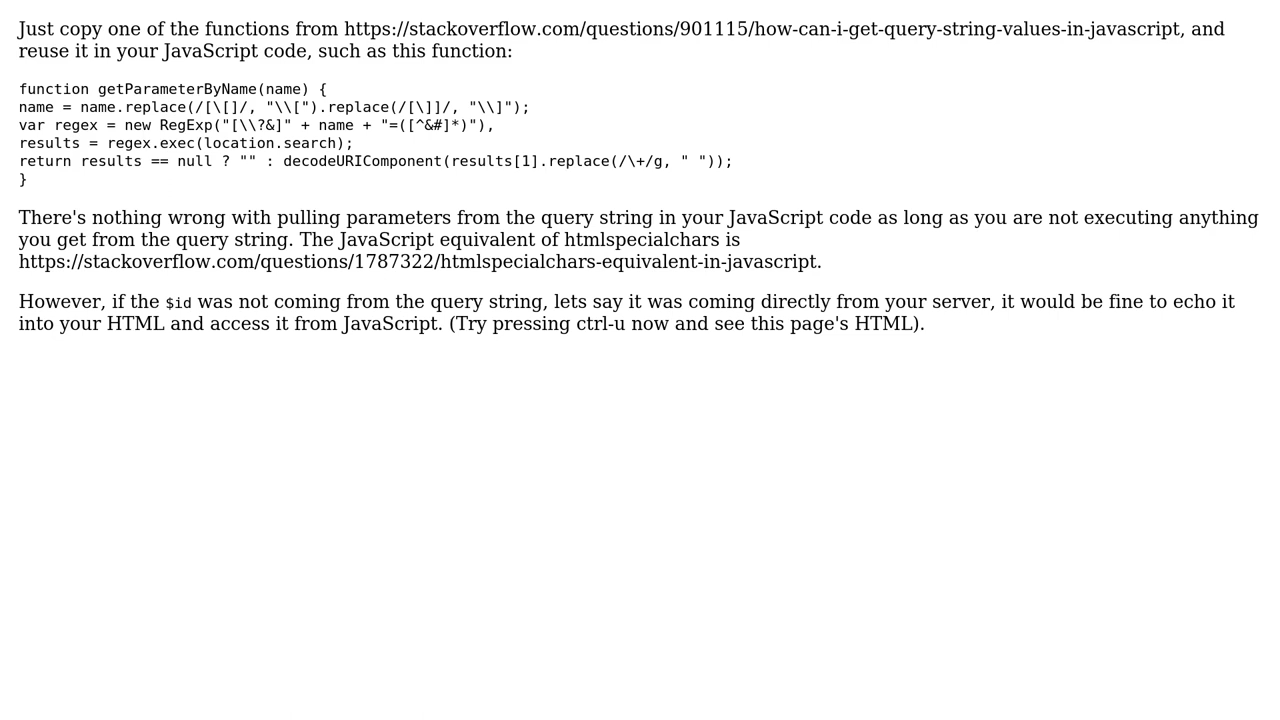 Just copy one of the functions from https://stackoverflow.com/questions/901115/how-can-i-get-query-string-values-in-javascript, and
reuse it in your JavaScript code, such as this function:
function getParameterByName(name) {
name = name.replace(/[\[]/, "\\[").replace(/[\]]/, "\\]");
var regex = new RegExp("[\\?&]" + name + "=([^&#]*)"),
results = regex.exec(location.search);
return results == null ? "" : decodeURIComponent(results[1].replace(/\+/g, " "));
}
There's nothing wrong with pulling parameters from the query string in your JavaScript code as long as you are not executing anything
you get from the query string. The JavaScript equivalent of htmlspecialchars is
https://stackoverflow.com/questions/1787322/htmlspecialchars-equivalent-in-javascript.
However, if the $id was not coming from the query string, lets say it was coming directly from your server, it would be fine to echo it
into your HTML and access it from JavaScript. (Try pressing ctrl-u now and see this page's HTML).